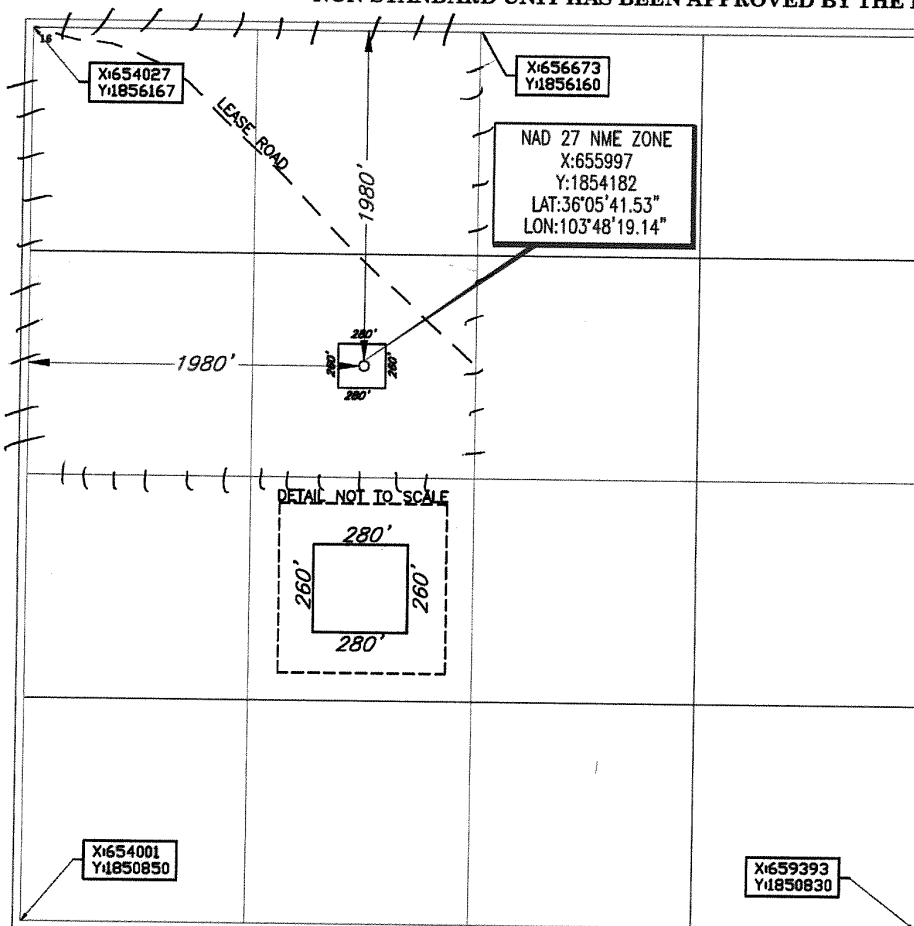 NON-STANDARD UNIT HAS BEEN APPROVED BY THE
16
X:654027
Y:1856167
X:656673
Y:1856160
LEASE ROAD
NAD 27 NME ZONE
X:655997
Y:1854182
LAT:36°05'41.53"
LON:103°48'19.14"
1980'
1980'
280'
260'
260'
280'
DETAIL NOT TO SCALE
280'
260'
260'
280'
X:654001
Y:1850850
X:659393
Y:1850830